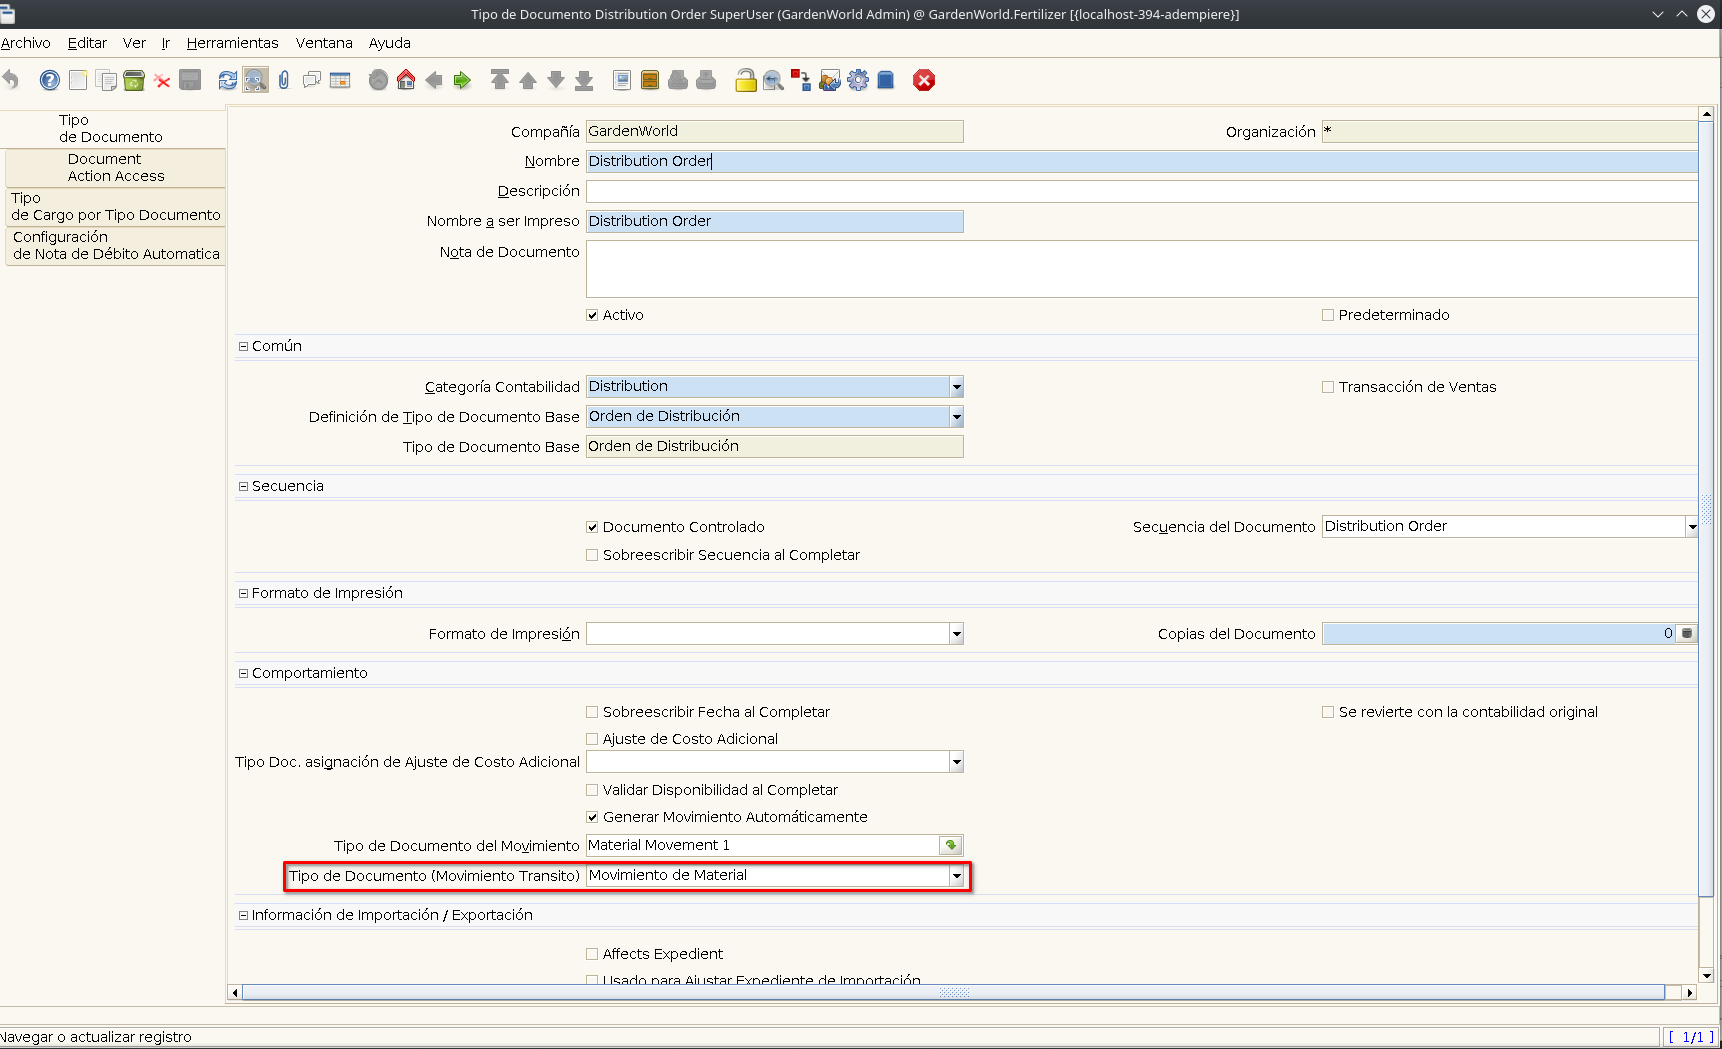 Tipo de Documento Distribution Order SuperUser (GardenWorld Admin) @ GardenWorld.Fertilizer [{localhost-394-adempiere}]
Archivo Editar Ver Ir Herramientas Ventana Ayuda
Tipo
de Documento
Document
Action Access
Tipo
de Cargo por Tipo Documento
Configuración
de Nota de Débito Automatica
Compañía GardenWorld Organización *
Nombre Distribution Order
Descripción
Nombre a ser Impreso Distribution Order
Nota de Documento
Activo Predeterminado
Común
Categoría Contabilidad Distribution Transacción de Ventas
Definición de Tipo de Documento Base Orden de Distribución
Tipo de Documento Base Orden de Distribución
Secuencia
Documento Controlado Secuencia del Documento Distribution Order
Sobreescribir Secuencia al Completar
Formato de Impresión
Formato de Impresión Copias del Documento 0
Comportamiento
Sobreescribir Fecha al Completar Se revierte con la contabilidad original
Ajuste de Costo Adicional
Tipo Doc. asignación de Ajuste de Costo Adicional
Validar Disponibilidad al Completar
Generar Movimiento Automáticamente
Tipo de Documento del Movimiento Material Movement 1
Tipo de Documento (Movimiento Transito) Movimiento de Material
Información de Importación / Exportación
Affects Expedient
Usado para Ajustar Expediente de Importación
Navegar o actualizar registro [ 1/1 ]